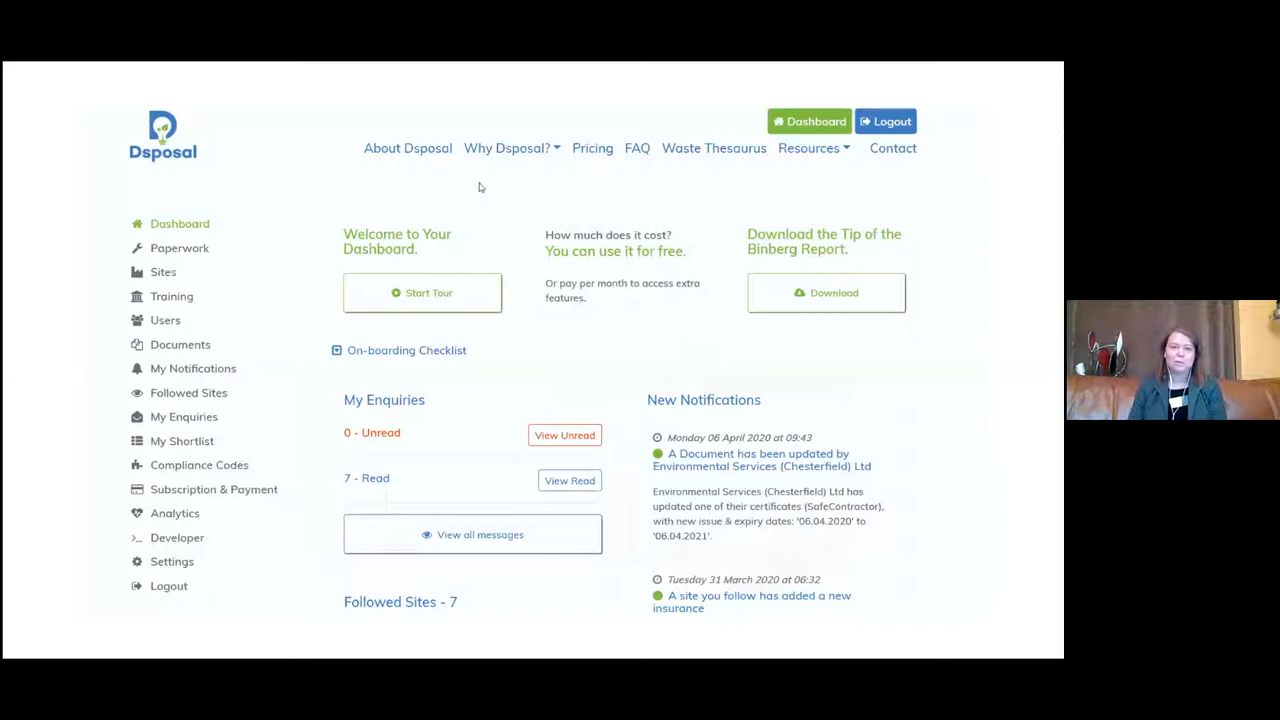 Dsposal
Dashboard
Logout
About Dsposal
Why Dsposal?
Pricing
FAQ
Waste Thesaurus
Resources
Contact
Dashboard
Paperwork
Sites
Training
Users
Documents
My Notifications
Followed Sites
My Enquiries
My Shortlist
Compliance Codes
Subscription & Payment
Analytics
Developer
Settings
Logout
Welcome to Your
Dashboard.
Start Tour
How much does it cost?
You can use it for free.
Or pay per month to access extra
features.
Download the Tip of the
Binberg Report.
Download
On-boarding Checklist
My Enquiries
0 - Unread
View Unread
7 - Read
View Read
View all messages
Followed Sites - 7
New Notifications
Monday 06 April 2020 at 09:43
A Document has been updated by
Environmental Services (Chesterfield) Ltd
Environmental Services (Chesterfield) Ltd has
updated one of their certificates (SafeContractor),
with new issue & expiry dates: '06.04.2020' to
'06.04.2021'.
Tuesday 31 March 2020 at 06:32
A site you follow has added a new
insurance